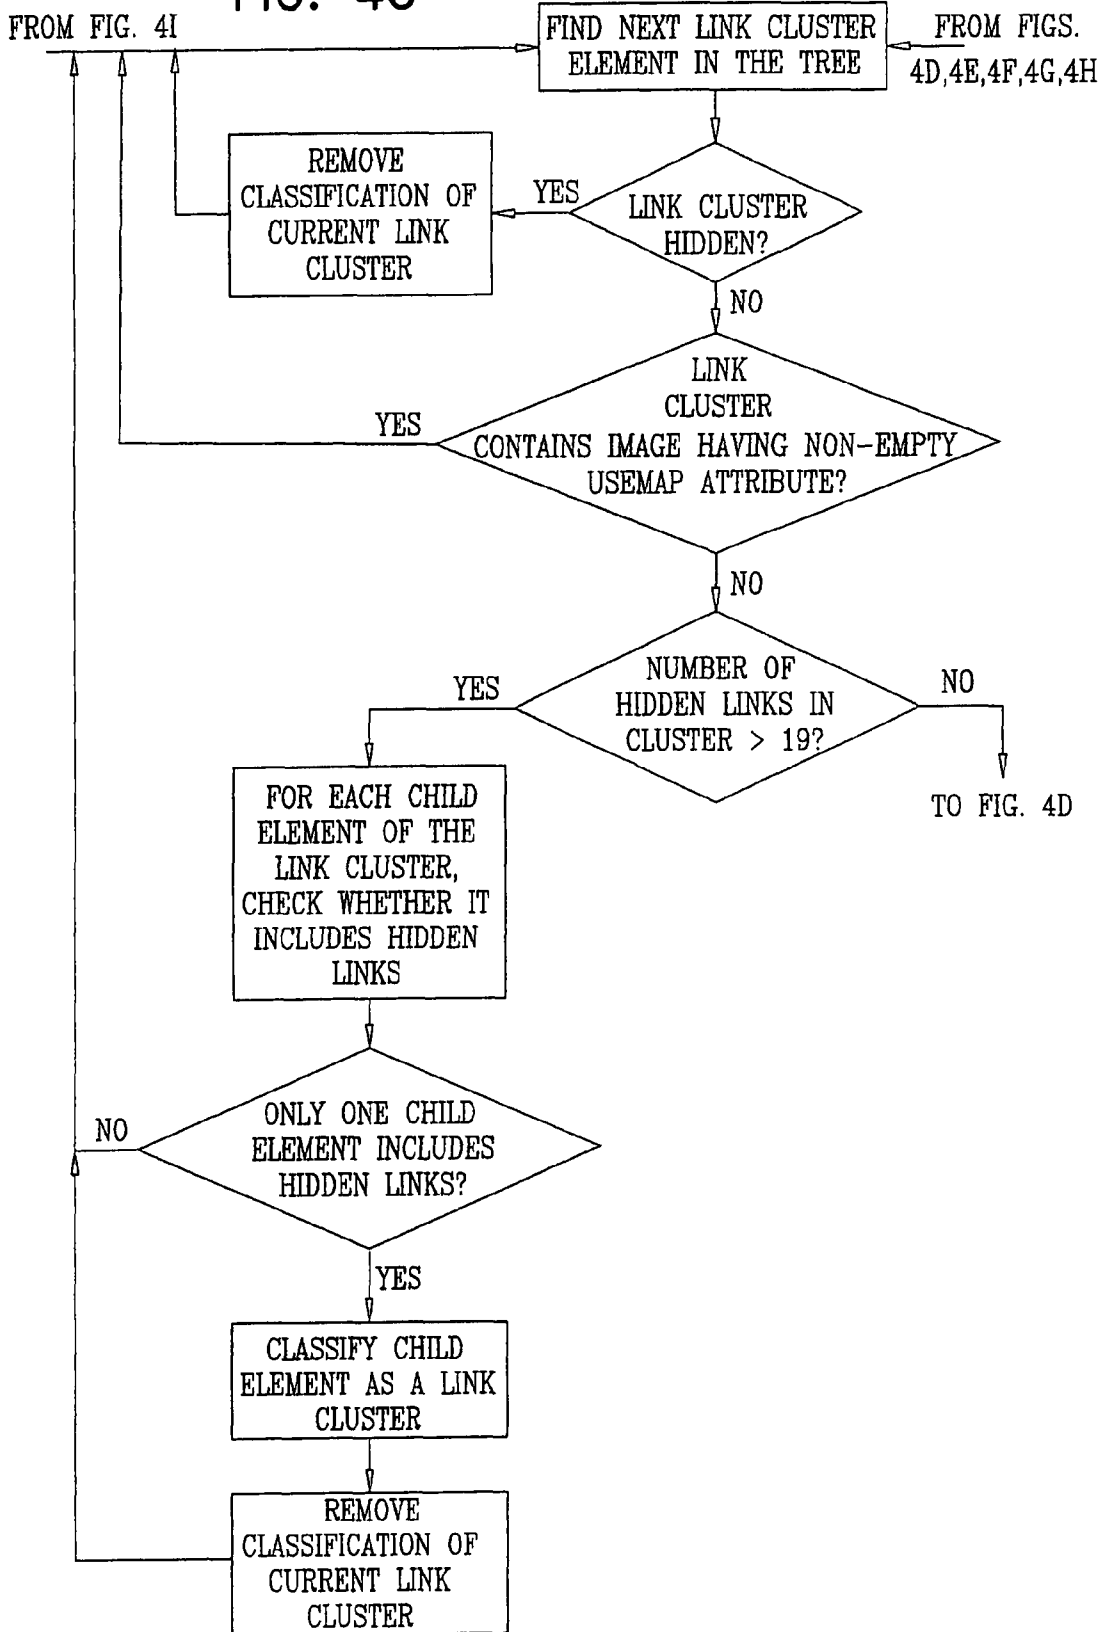 FROM FIG. 4I
FIND NEXT LINK CLUSTER
ELEMENT IN THE TREE
FROM FIGS.
4D,4E,4F,4G,4H
REMOVE
CLASSIFICATION OF
CURRENT LINK
CLUSTER
YES
LINK CLUSTER
HIDDEN?
NO
YES
LINK
CLUSTER
CONTAINS IMAGE HAVING NON-EMPTY
USEMAP ATTRIBUTE?
NO
YES
NUMBER OF
HIDDEN LINKS IN
CLUSTER > 19?
NO
TO FIG. 4D
FOR EACH CHILD
ELEMENT OF THE
LINK CLUSTER,
CHECK WHETHER IT
INCLUDES HIDDEN
LINKS
NO
ONLY ONE CHILD
ELEMENT INCLUDES
HIDDEN LINKS?
YES
CLASSIFY CHILD
ELEMENT AS A LINK
CLUSTER
REMOVE
CLASSIFICATION OF
CURRENT LINK
CLUSTER